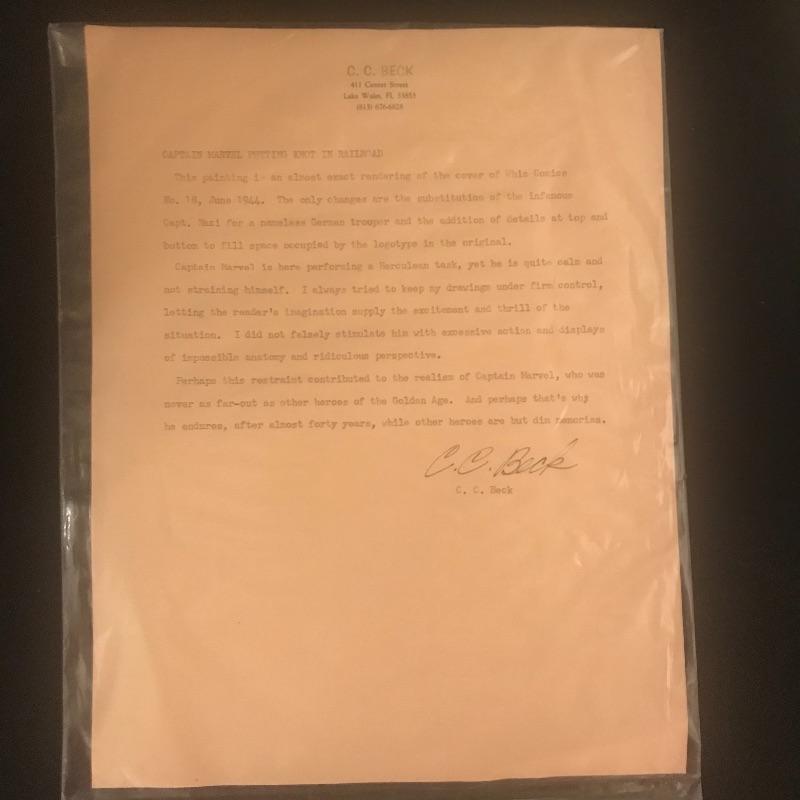 C. C. BECK
411 Center Street
Lake Wales, FL 33853
(813) 676-6828
CAPTAIN MARVEL PUTTING KNOT IN RAILROAD
This painting is an almost exact rendering of the cover of Whiz Comics
No. 18, June 1944. The only changes are the substitution of the infamous
Capt. Nazi for a nameless German trouper and the addition of details at top and
bottom to fill space occupied by the logotype in the original.
Captain Marvel is here performing a Herculean task, yet he is quite calm and
not straining himself. I always tried to keep my drawings under firm control,
letting the reader's imagination supply the excitement and thrill of the
situation. I did not falsely stimulate him with excessive action and displays
of impossible anatomy and ridiculous perspective.
Perhaps this restraint contributed to the realism of Captain Marvel, who was
never as far-out as other heroes of the Golden Age. And perhaps that's why
he endures, after almost forty years, while other heroes are but dim memories.
C.C. Beck
C. C. Beck